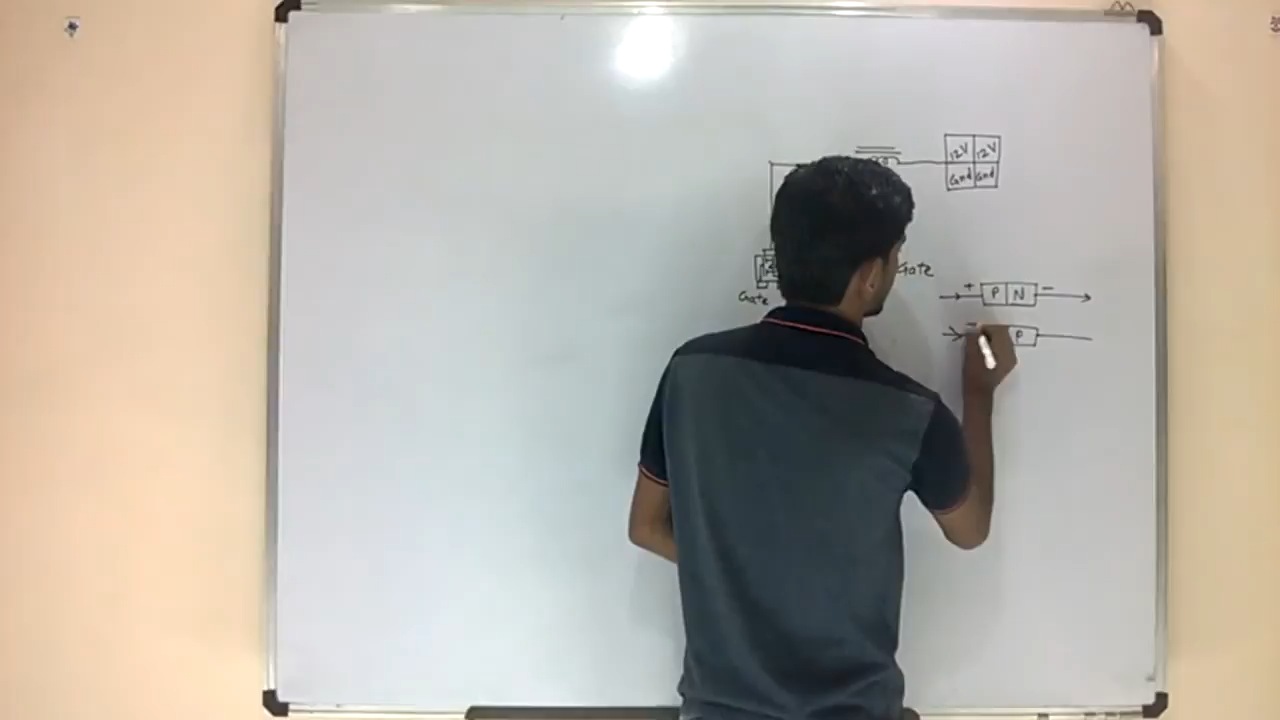 12V 12V
Gnd Gnd
Gate
Gate
+ P N -
- P